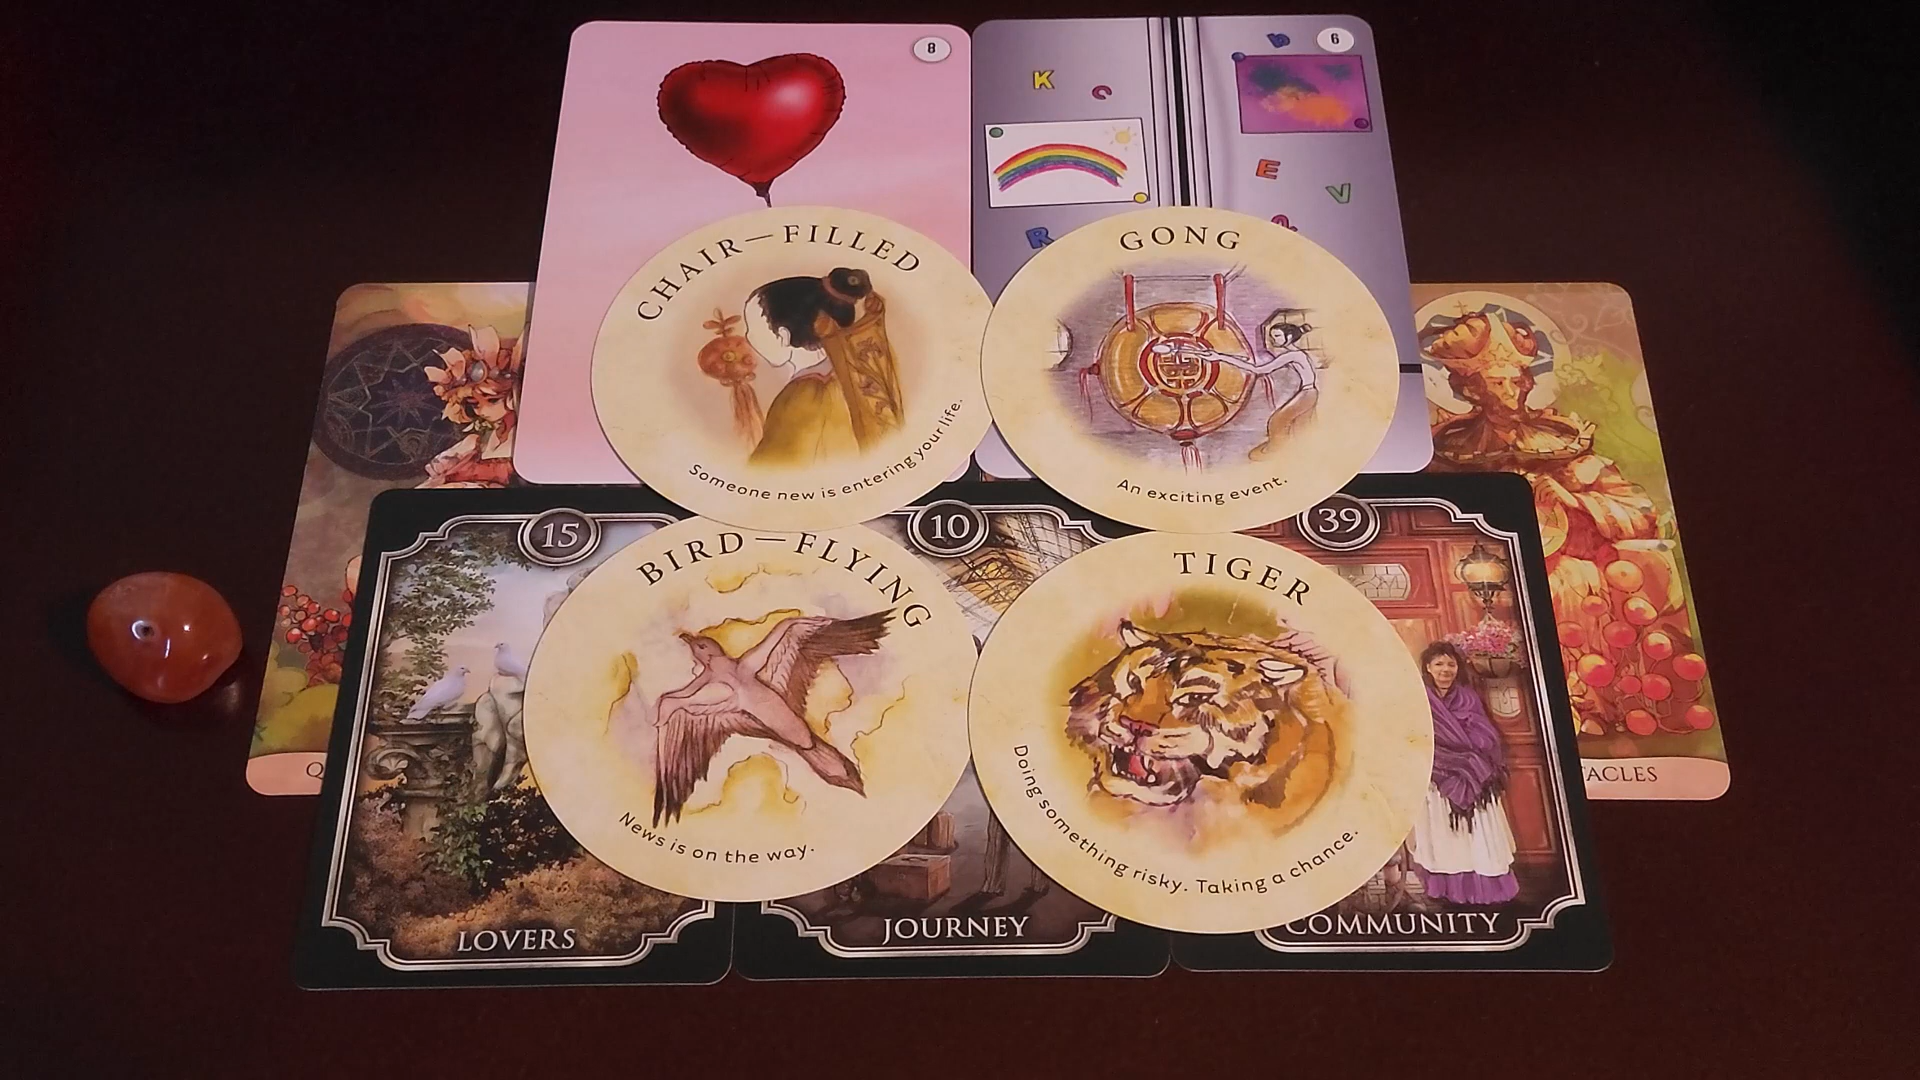 8
6
K
C
b
E
V
R
CHAIR—FILLED
Someone new is entering your life.
GONG
An exciting event.
15
10
39
BIRD—FLYING
News is on the way.
TIGER
Doing something risky. Taking a chance.
Q
TACLES
LOVERS
JOURNEY
COMMUNITY